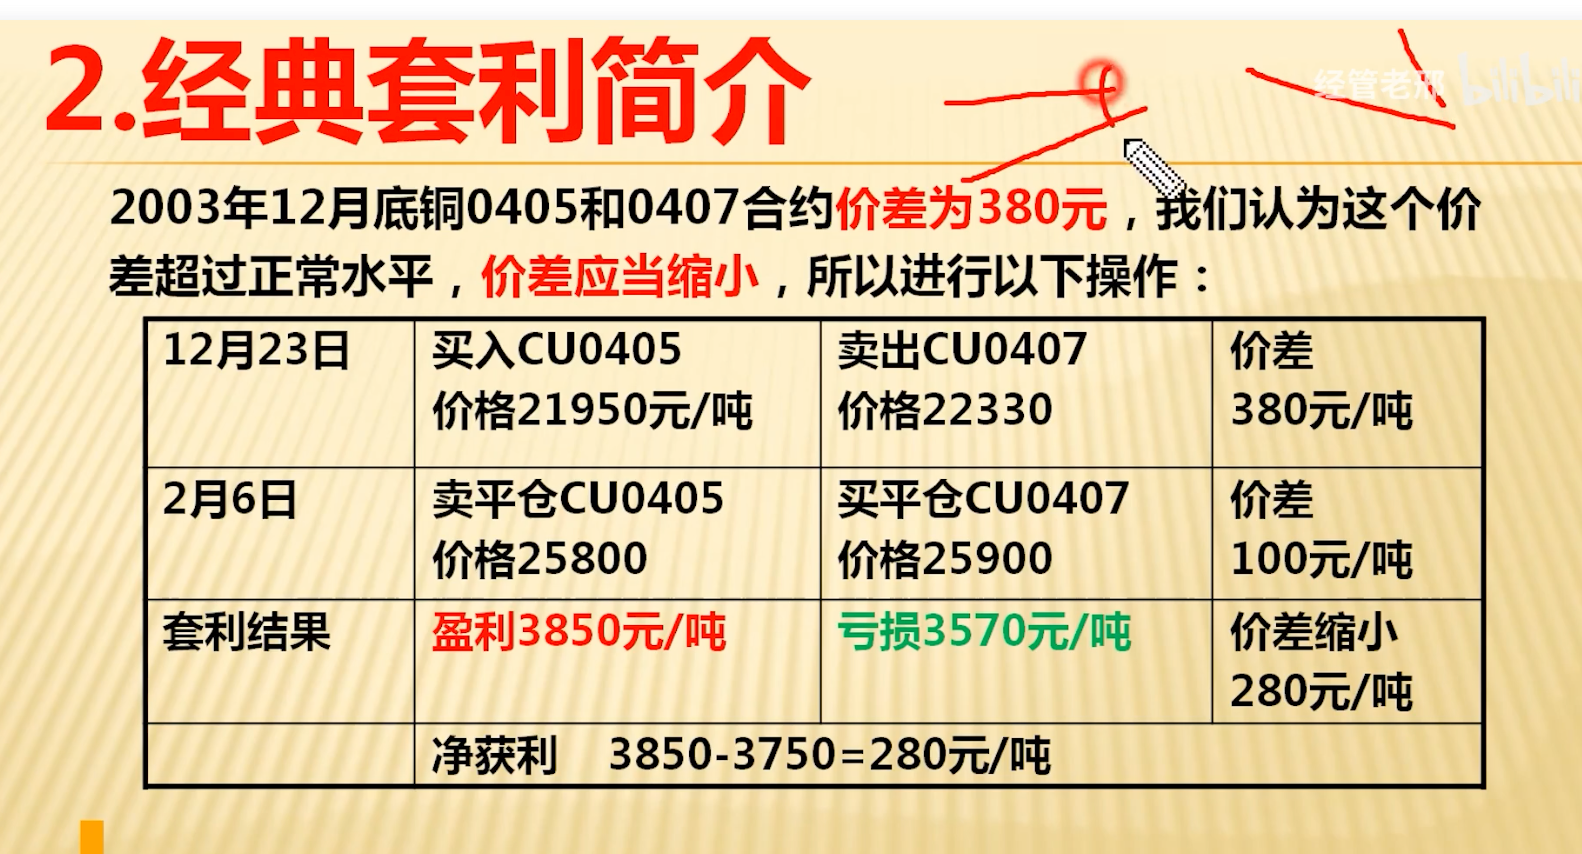 2.经典套利简介
经管老邢 bilibili
2003年12月底铜0405和0407合约价差为380元，我们认为这个价
差超过正常水平，价差应当缩小，所以进行以下操作：
12月23日 买入CU0405 卖出CU0407 价差
价格21950元/吨 价格22330 380元/吨
2月6日 卖平仓CU0405 买平仓CU0407 价差
价格25800 价格25900 100元/吨
套利结果 盈利3850元/吨 亏损3570元/吨 价差缩小
280元/吨
净获利 3850-3750=280元/吨